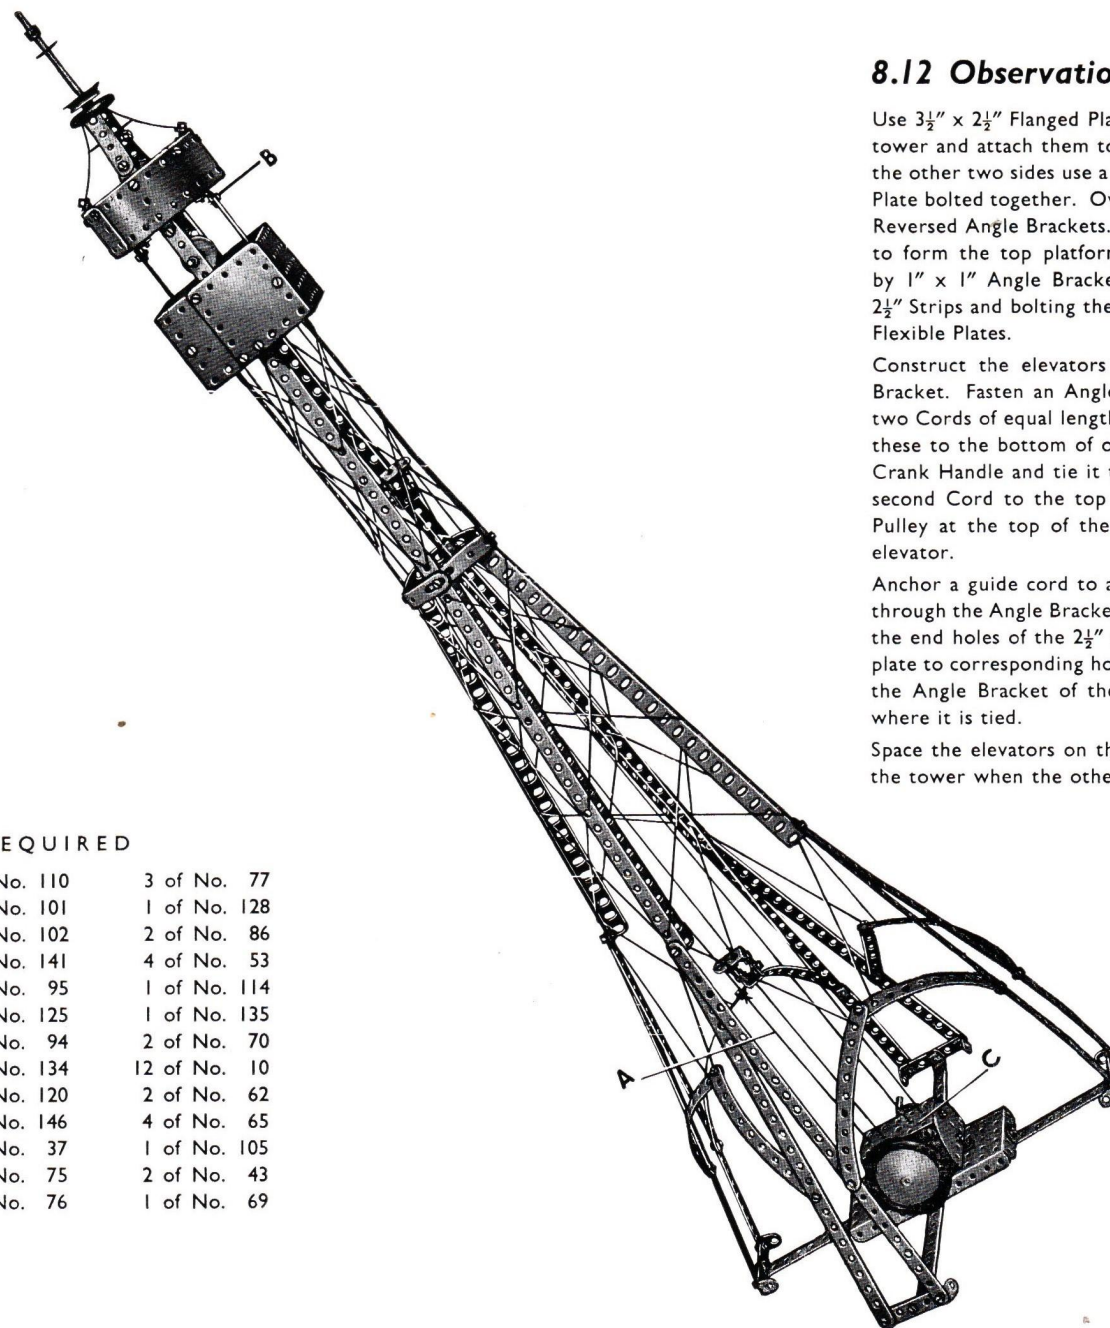 8.12 Observatio
Use 3½″ x 2½″ Flanged Pla
tower and attach them to
the other two sides use a
Plate bolted together. Ov
Reversed Angle Brackets.
to form the top platfor
by 1″ x 1″ Angle Bracke
2½″ Strips and bolting the
Flexible Plates.
Construct the elevators
Bracket. Fasten an Angl
two Cords of equal length
these to the bottom of o
Crank Handle and tie it
second Cord to the top
Pulley at the top of the
elevator.
Anchor a guide cord to a
through the Angle Bracke
the end holes of the 2½″
plate to corresponding ho
the Angle Bracket of the
where it is tied.
Space the elevators on th
the tower when the othe
B
A
C
EQUIRED
No. 110 3 of No. 77
No. 101 1 of No. 128
No. 102 2 of No. 86
No. 141 4 of No. 53
No. 95 1 of No. 114
No. 125 1 of No. 135
No. 94 2 of No. 70
No. 134 12 of No. 10
No. 120 2 of No. 62
No. 146 4 of No. 65
No. 37 1 of No. 105
No. 75 2 of No. 43
No. 76 1 of No. 69